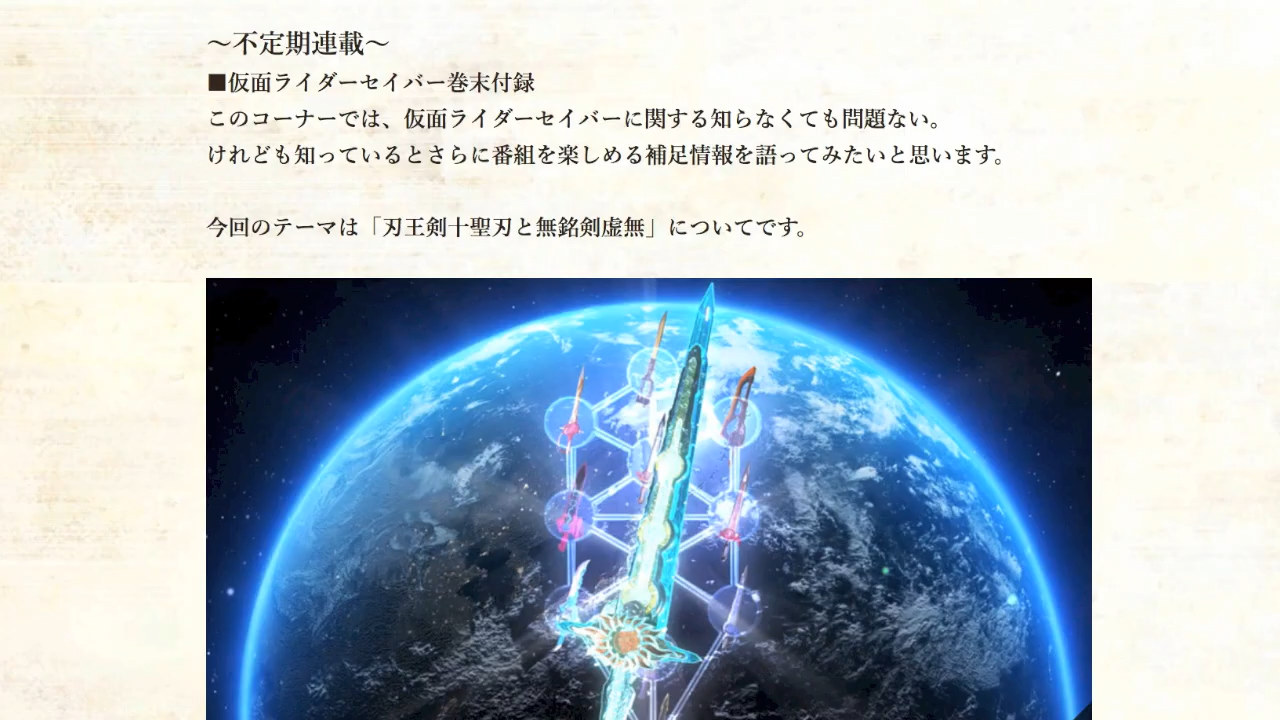 ～不定期連載～
■仮面ライダーセイバー巻末付録
このコーナーでは、仮面ライダーセイバーに関する知らなくても問題ない。
けれども知っているとさらに番組を楽しめる補足情報を語ってみたいと思います。
今回のテーマは「刃王剣十聖刃と無銘剣虚無」についてです。